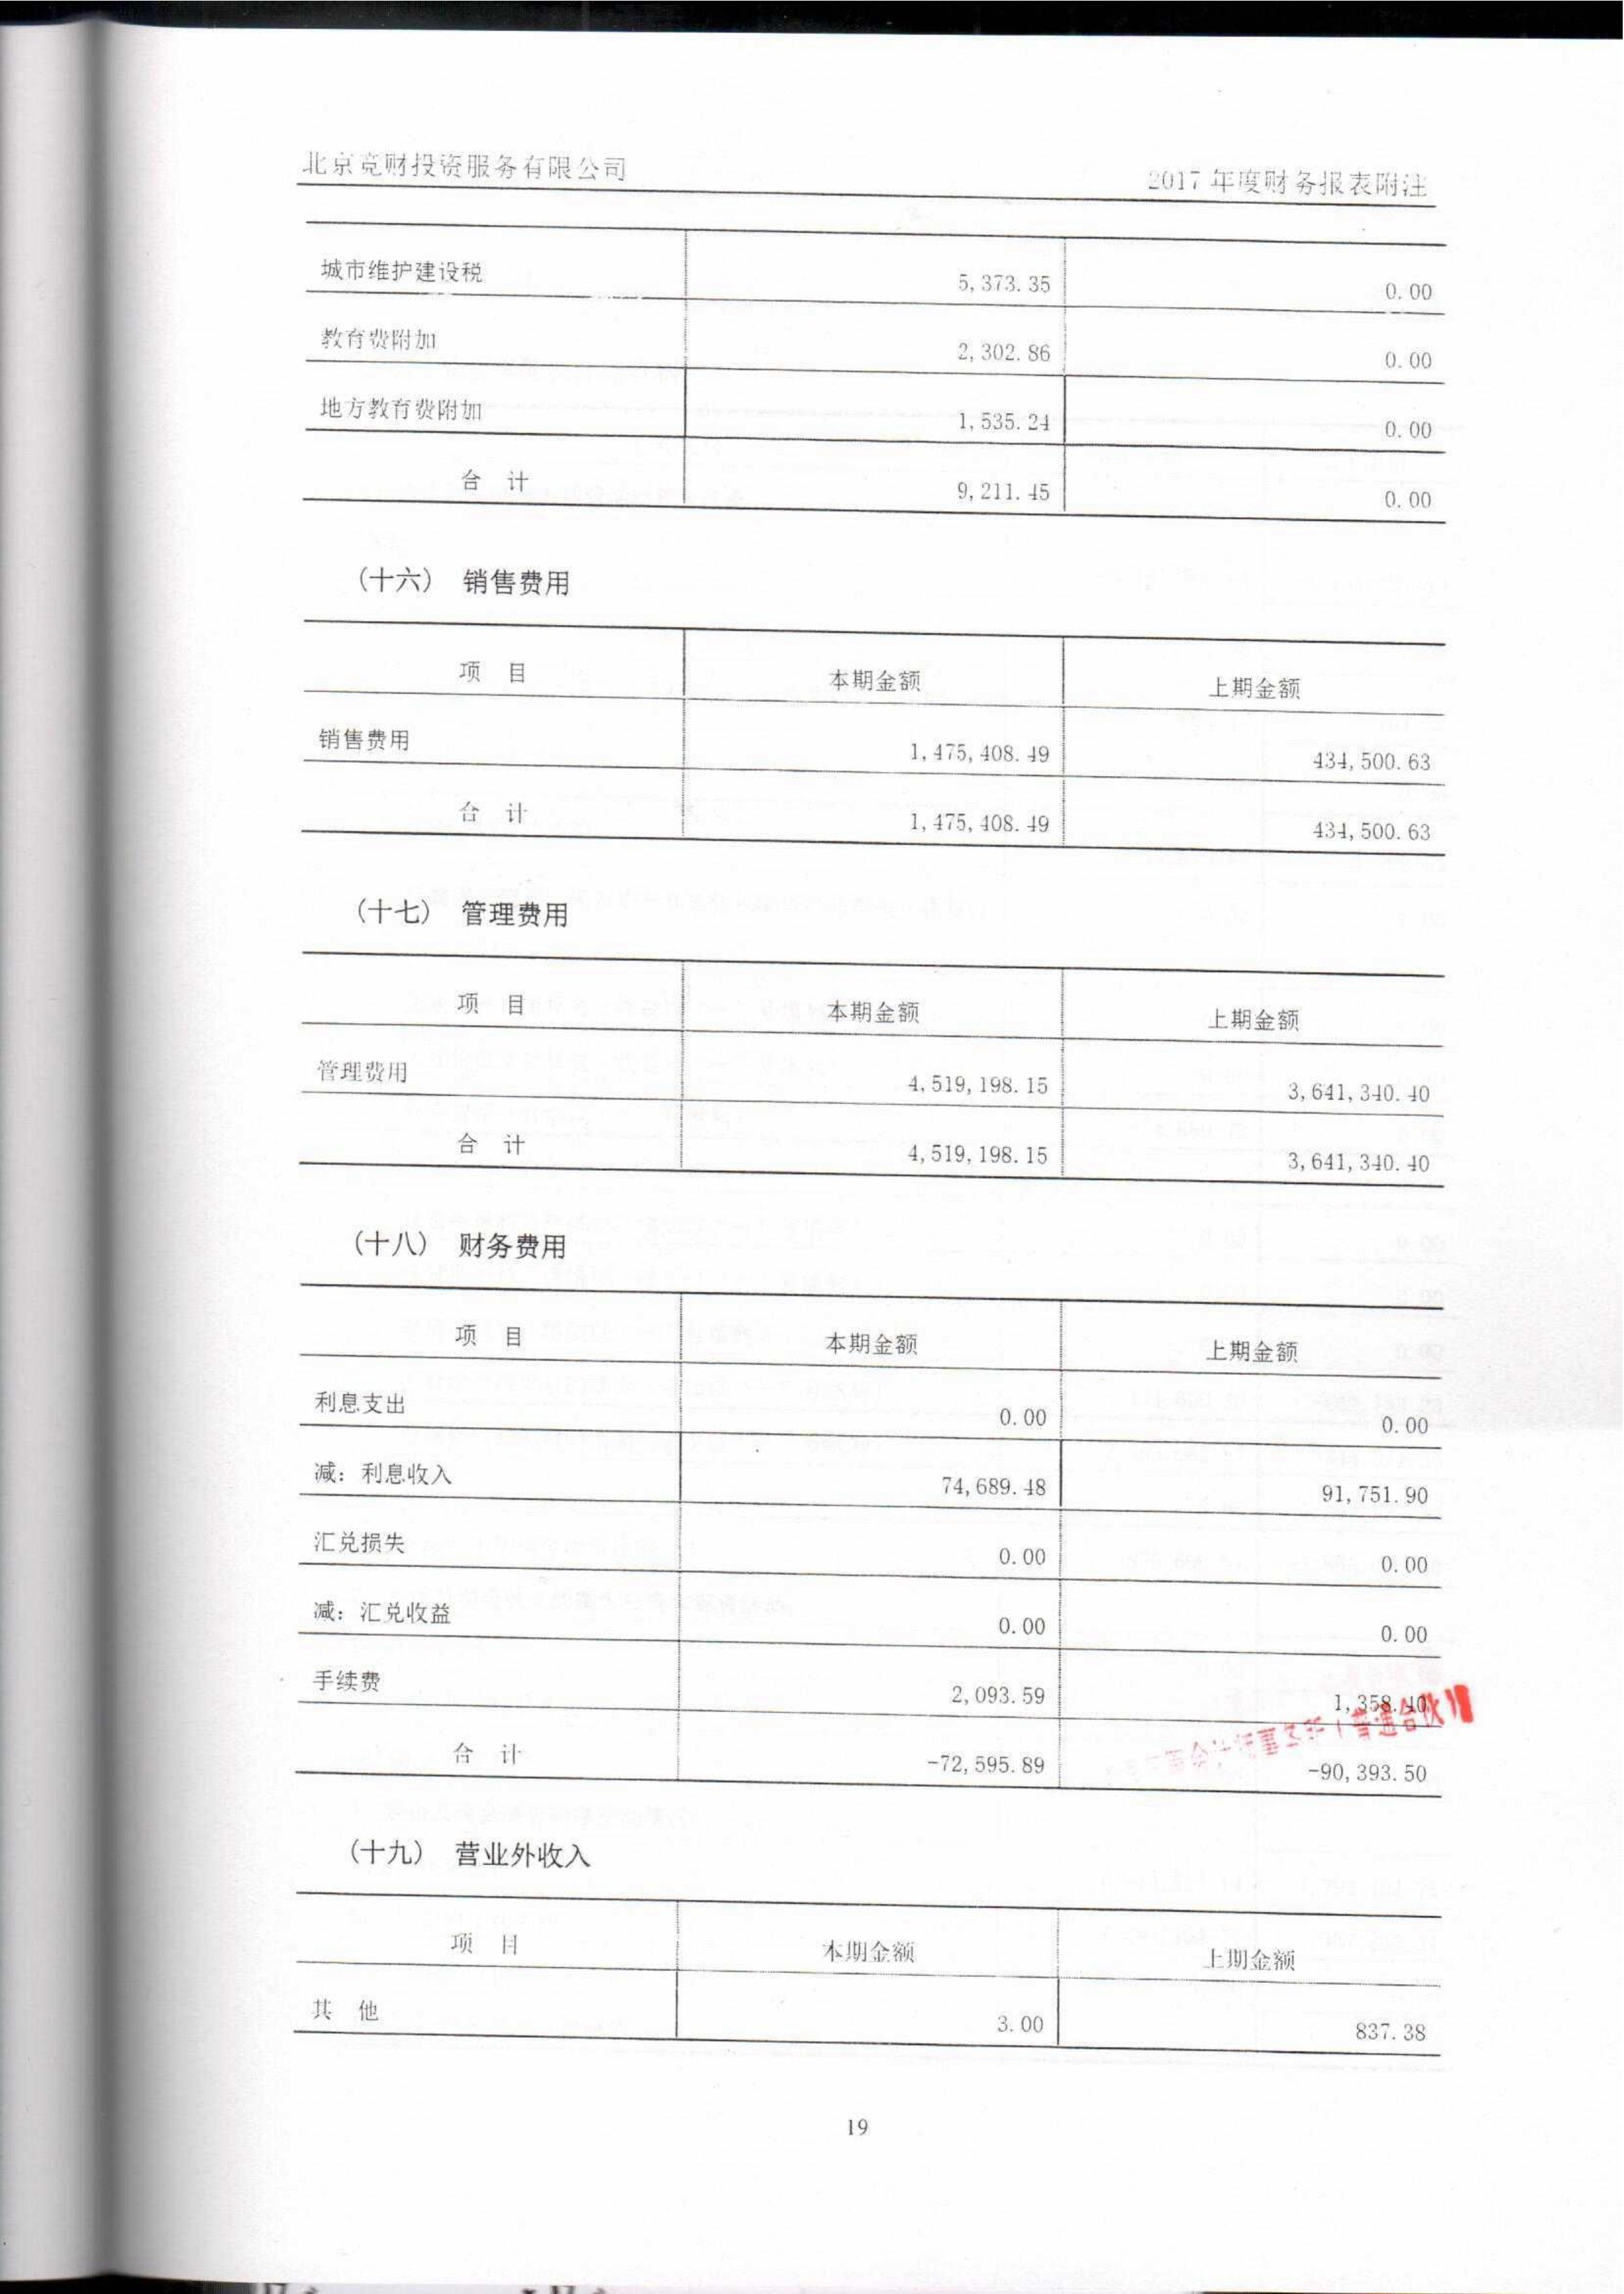 北京竞财投资服务有限公司
2017 年度财务报表附注
城市维护建设税 5,373.35 0.00
教育费附加 2,302.86 0.00
地方教育费附加 1,535.24 0.00
合 计 9,211.45 0.00
（十六） 销售费用
项 目 本期金额 上期金额
销售费用 1,475,408.49 434,500.63
合 计 1,475,408.49 434,500.63
（十七） 管理费用
项 目 本期金额 上期金额
管理费用 4,519,198.15 3,641,340.40
合 计 4,519,198.15 3,641,340.40
（十八） 财务费用
项 目 本期金额 上期金额
利息支出 0.00 0.00
减：利息收入 74,689.48 91,751.90
汇兑损失 0.00 0.00
减：汇兑收益 0.00 0.00
手续费 2,093.59 1,358.40
会计师事务所（普通合伙）
合 计 -72,595.89 -90,393.50
（十九） 营业外收入
项 目 本期金额 上期金额
其 他 3.00 837.38
19